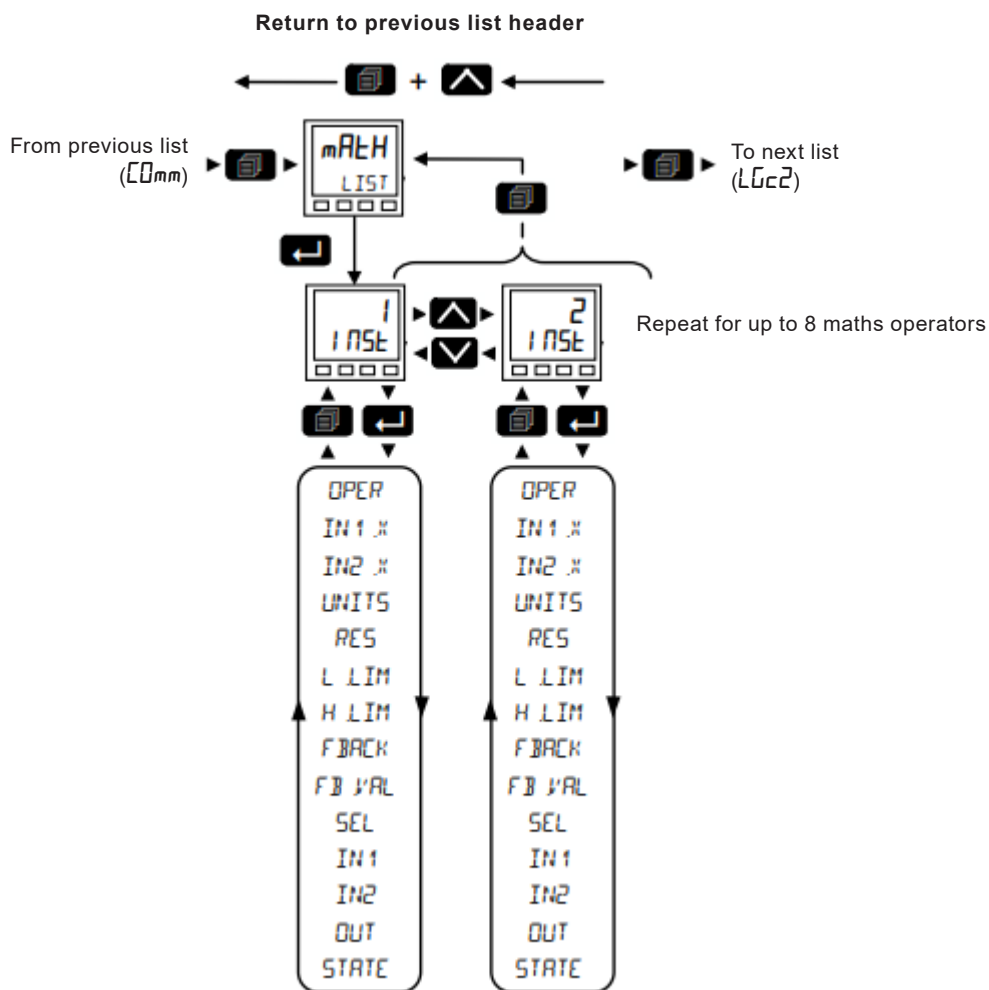 Return to previous list header
+
From previous list
(COmm)
mAtH
LIST
To next list
(LGc2)
1
INSt
2
INSt
Repeat for up to 8 maths operators
OPER
IN1.X
IN2.X
UNITS
RES
L.LIM
H.LIM
FBACK
FB.VAL
SEL
IN1
IN2
OUT
STATE
OPER
IN1.X
IN2.X
UNITS
RES
L.LIM
H.LIM
FBACK
FB.VAL
SEL
IN1
IN2
OUT
STATE